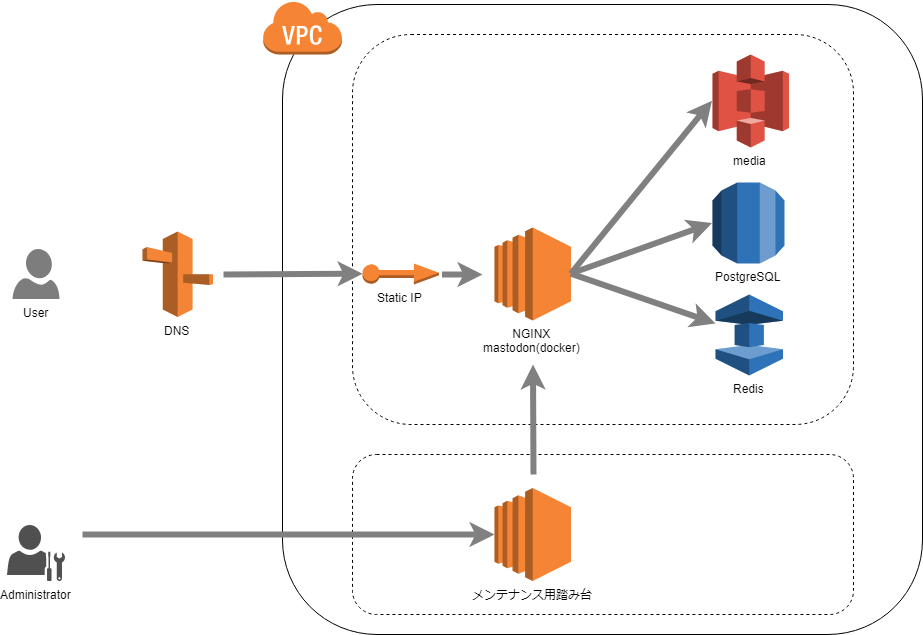 VPC
media
PostgreSQL
User
DNS
Static IP
NGINX
mastodon(docker)
Redis
Administrator
メンテナンス用踏み台